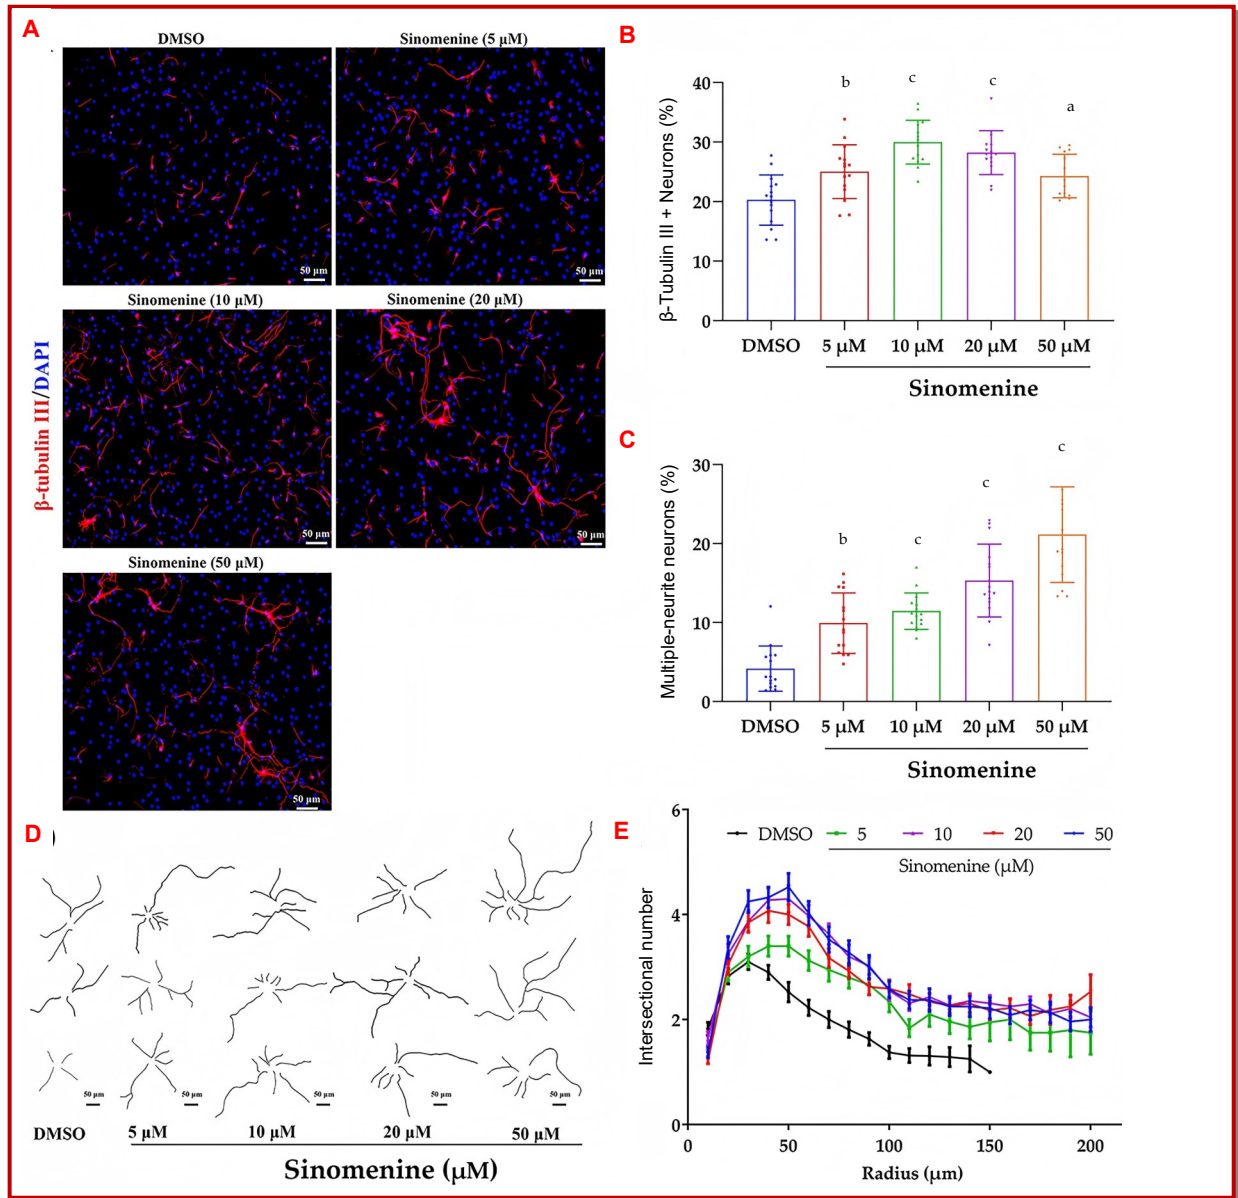 A
DMSO
Sinomenine (5 μM)
50 μm
50 μm
Sinomenine (10 μM)
Sinomenine (20 μM)
50 μm
50 μm
Sinomenine (50 μM)
50 μm
β-tubulin III/DAPI
B
β-Tubulin III + Neurons (%)
40
30
20
10
0
b
c
c
a
DMSO
5 μM
10 μM
20 μM
50 μM
Sinomenine
C
Multiple-neurite neurons (%)
30
20
10
0
b
c
c
c
DMSO
5 μM
10 μM
20 μM
50 μM
Sinomenine
D
50 μm
50 μm
50 μm
50 μm
50 μm
DMSO
5 μM
10 μM
20 μM
50 μM
Sinomenine (μM)
E
DMSO
5
10
20
50
Sinomenine (μM)
Intersectional number
6
4
2
0
0
50
100
150
200
Radius (μm)